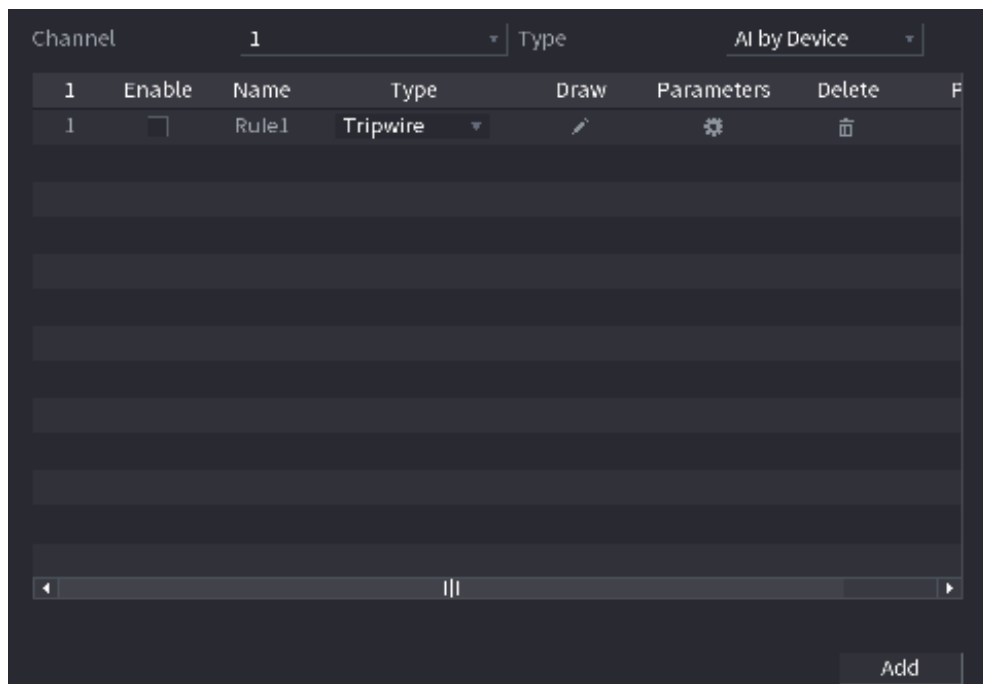 Channel 1 Type AI by Device
1 Enable Name Type Draw Parameters Delete
1 Rule1 Tripwire
Add